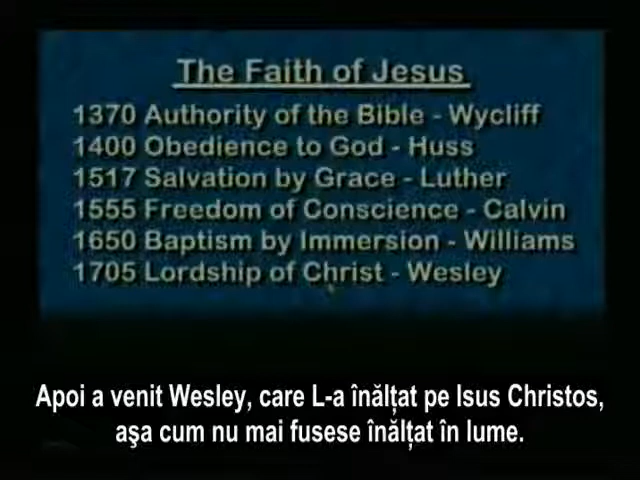 The Faith of Jesus
1370 Authority of the Bible - Wycliff
1400 Obedience to God - Huss
1517 Salvation by Grace - Luther
1555 Freedom of Conscience - Calvin
1650 Baptism by Immersion - Williams
1705 Lordship of Christ - Wesley
Apoi a venit Wesley, care L-a înălţat pe Isus Christos,
aşa cum nu mai fusese înălţat în lume.